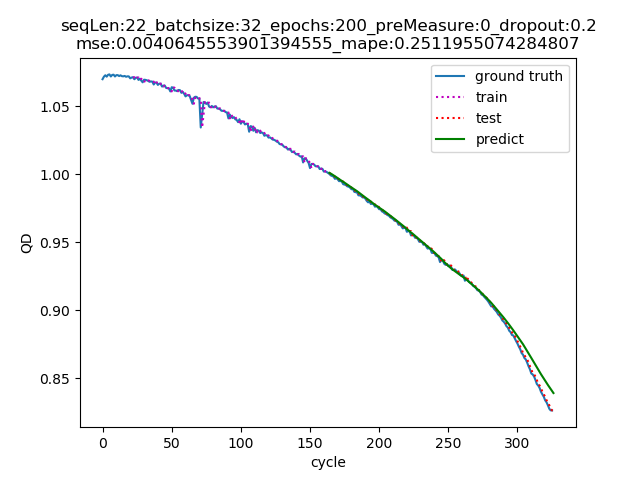 seqLen:22_batchsize:32_epochs:200_preMeasure:0_dropout:0.2
mse:0.0040645553901394555_mape:0.2511955074284807
ground truth
train
test
predict
1.05
1.00
0.95
0.90
0.85
QD
0 50 100 150 200 250 300
cycle